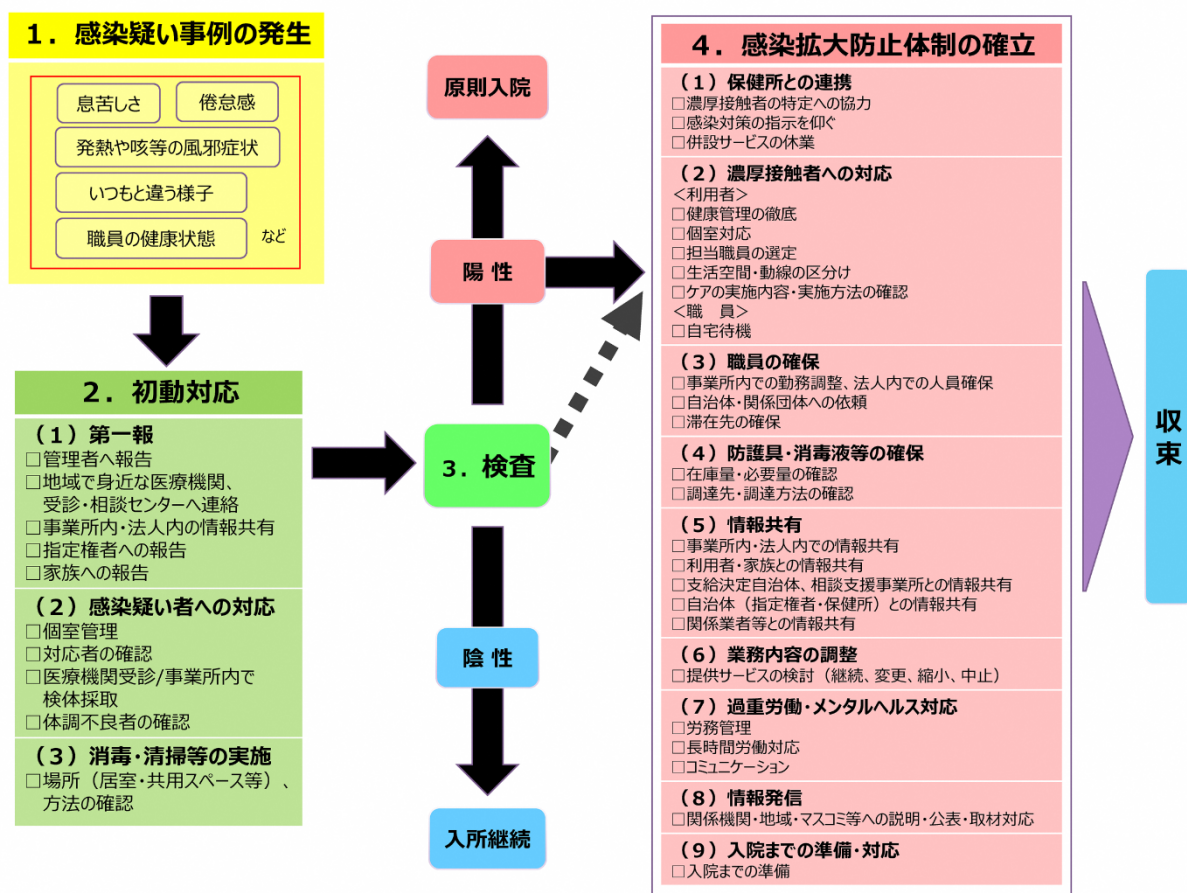 1．感染疑い事例の発生
息苦しさ
倦怠感
発熱や咳等の風邪症状
いつもと違う様子
職員の健康状態
など
2．初動対応
（1）第一報
□管理者へ報告
□地域で身近な医療機関、
受診・相談センターへ連絡
□事業所内・法人内の情報共有
□指定権者への報告
□家族への報告
（2）感染疑い者への対応
□個室管理
□対応者の確認
□医療機関受診/事業所内で
検体採取
□体調不良者の確認
（3）消毒・清掃等の実施
□場所（居室・共用スペース等）、
方法の確認
原則入院
陽 性
3．検査
陰 性
入所継続
4．感染拡大防止体制の確立
（1）保健所との連携
□濃厚接触者の特定への協力
□感染対策の指示を仰ぐ
□併設サービスの休業
（2）濃厚接触者への対応
＜利用者＞
□健康管理の徹底
□個室対応
□担当職員の選定
□生活空間・動線の区分け
□ケアの実施内容・実施方法の確認
＜職　員＞
□自宅待機
（3）職員の確保
□事業所内での勤務調整、法人内での人員確保
□自治体・関係団体への依頼
□滞在先の確保
（4）防護具・消毒液等の確保
□在庫量・必要量の確認
□調達先・調達方法の確認
（5）情報共有
□事業所内・法人内での情報共有
□利用者・家族との情報共有
□支給決定自治体、相談支援事業所との情報共有
□自治体（指定権者・保健所）との情報共有
□関係業者等との情報共有
（6）業務内容の調整
□提供サービスの検討（継続、変更、縮小、中止）
（7）過重労働・メンタルヘルス対応
□労務管理
□長時間労働対応
□コミュニケーション
（8）情報発信
□関係機関・地域・マスコミ等への説明・公表・取材対応
（9）入院までの準備・対応
□入院までの準備
収束